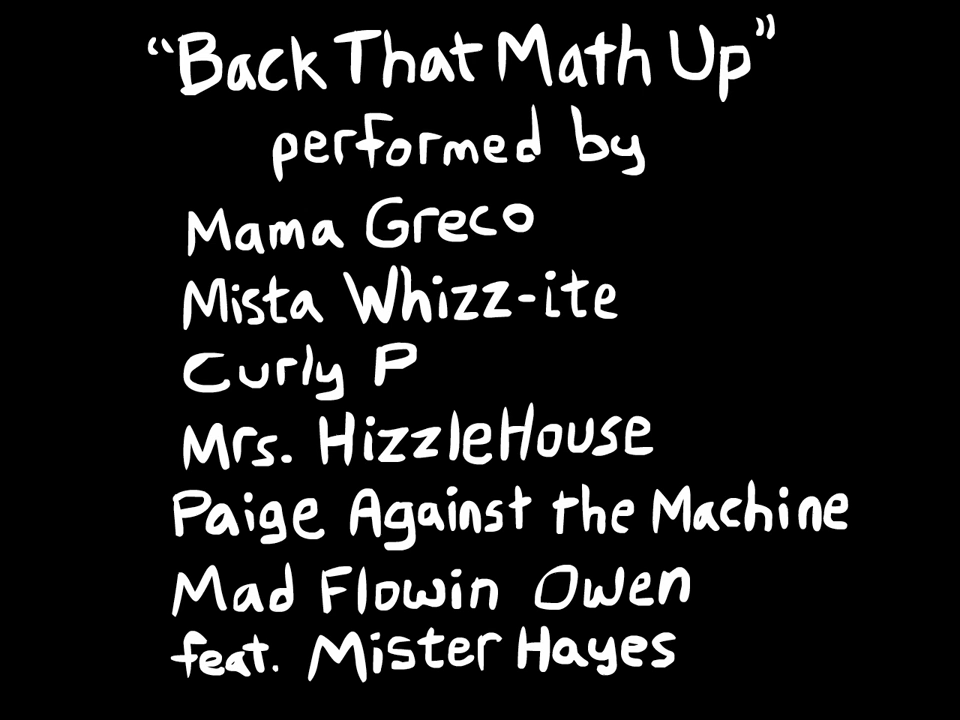 "Back That Math Up"
performed by
Mama Greco
Mista Whizz-ite
Curly P
Mrs. HizzleHouse
Paige Against the Machine
Mad Flowin Owen
feat. Mister Hayes